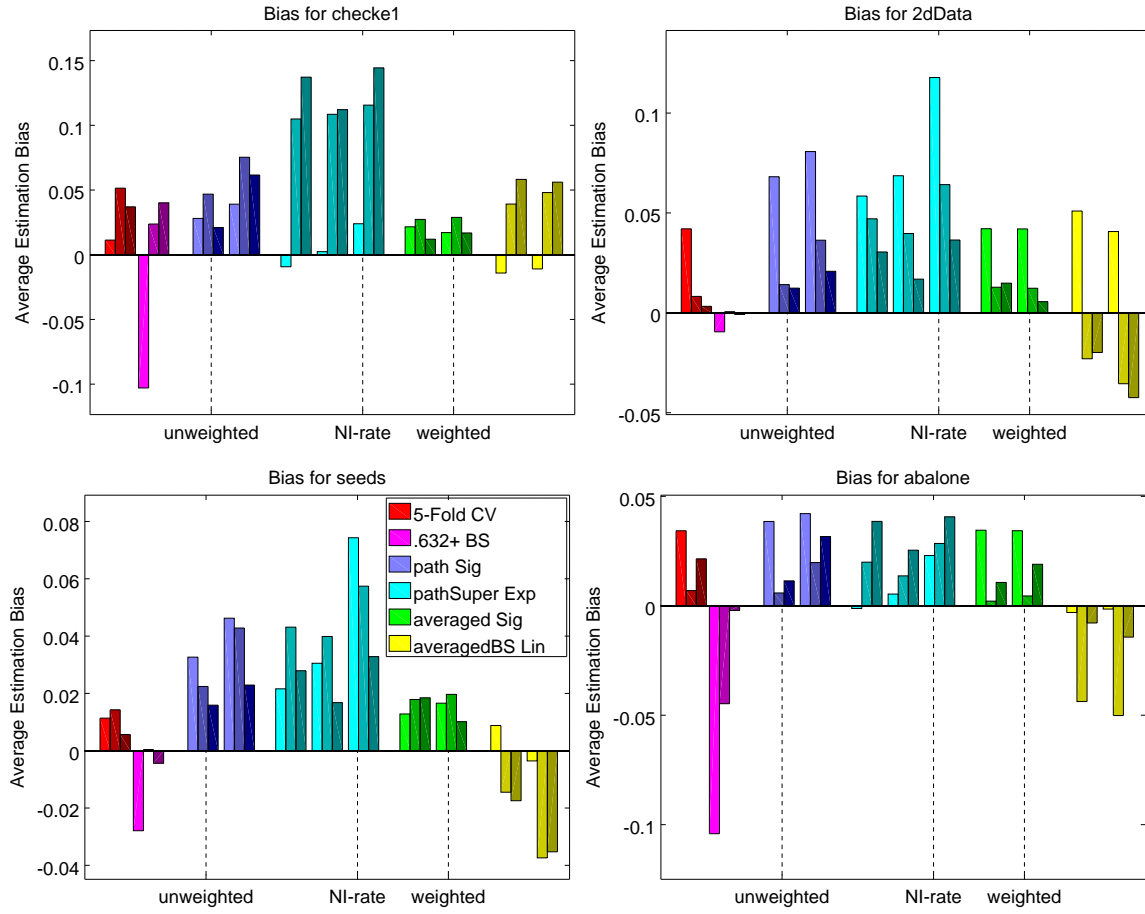 Bias for checke1
Average Estimation Bias
0.15
0.1
0.05
0
-0.05
-0.1
unweighted NI-rate weighted
Bias for 2dData
Average Estimation Bias
0.1
0.05
0
-0.05
unweighted NI-rate weighted
Bias for seeds
Average Estimation Bias
0.08
0.06
0.04
0.02
0
-0.02
-0.04
5-Fold CV
.632+ BS
path Sig
pathSuper Exp
averaged Sig
averagedBS Lin
unweighted NI-rate weighted
Bias for abalone
Average Estimation Bias
0.05
0
-0.05
-0.1
unweighted NI-rate weighted